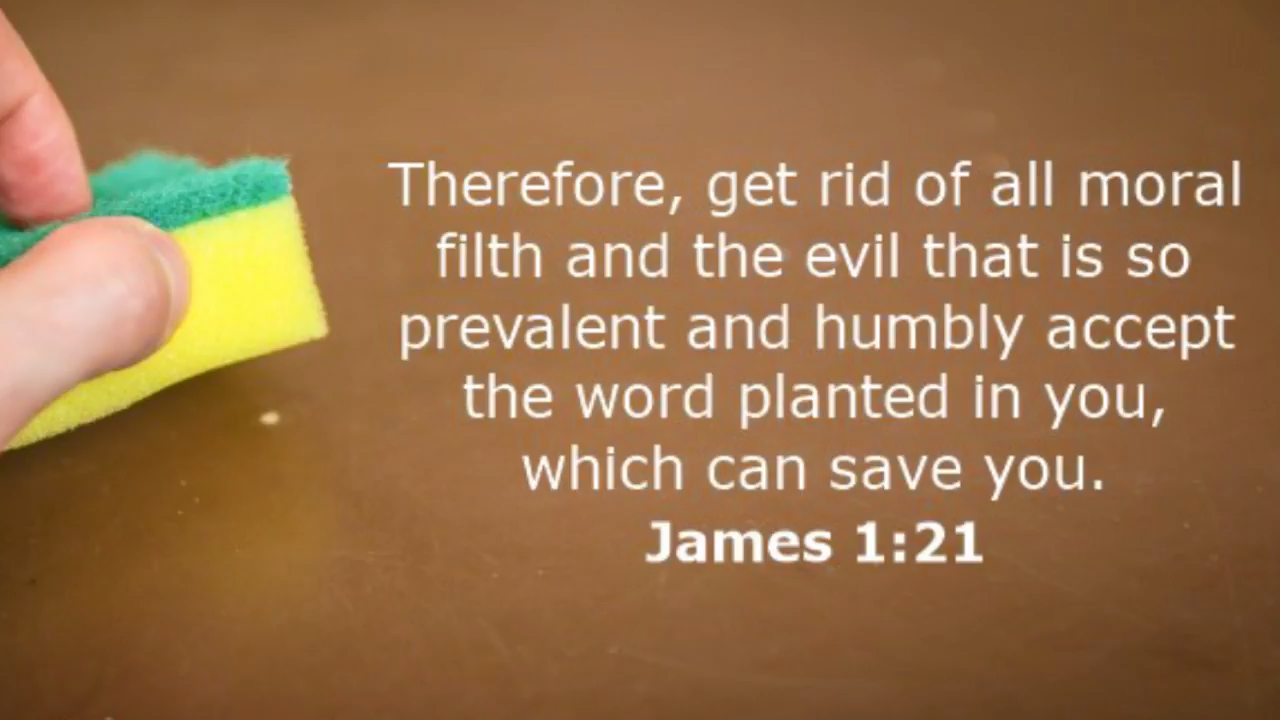 Therefore, get rid of all moral
filth and the evil that is so
prevalent and humbly accept
the word planted in you,
which can save you.
James 1:21